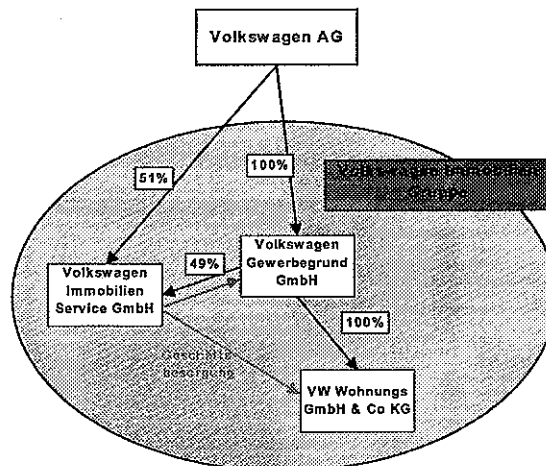 Volkswagen AG
51%
100%
Volkswagen Immobilien
Gruppe
Volkswagen
Gewerbegrund
GmbH
49%
Volkswagen
Immobilien
Service GmbH
100%
Geschäfts
besorgung
VW Wohnungs
GmbH & Co KG